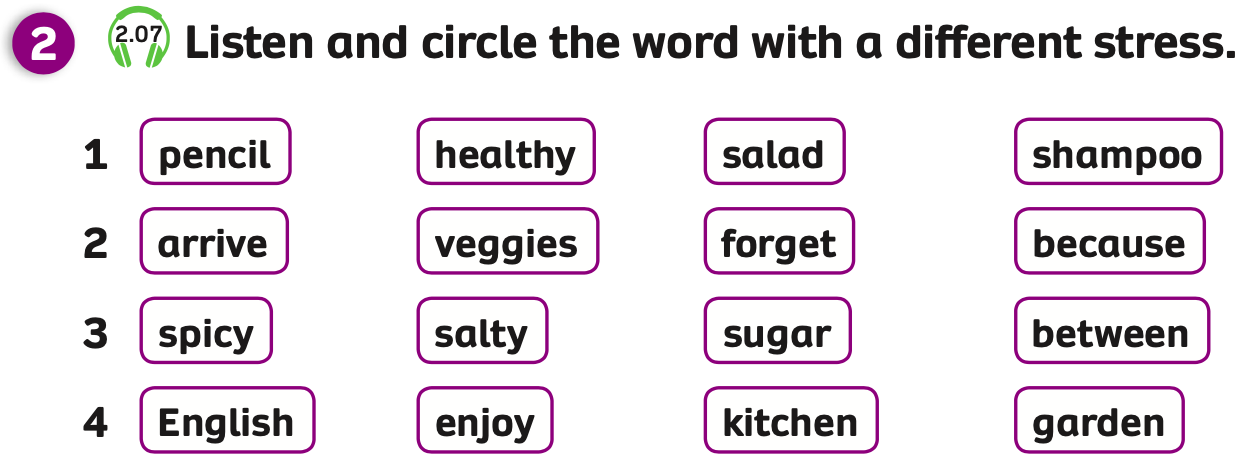 2 2.07 Listen and circle the word with a different stress.
1 pencil healthy salad shampoo
2 arrive veggies forget because
3 spicy salty sugar between
4 English enjoy kitchen garden